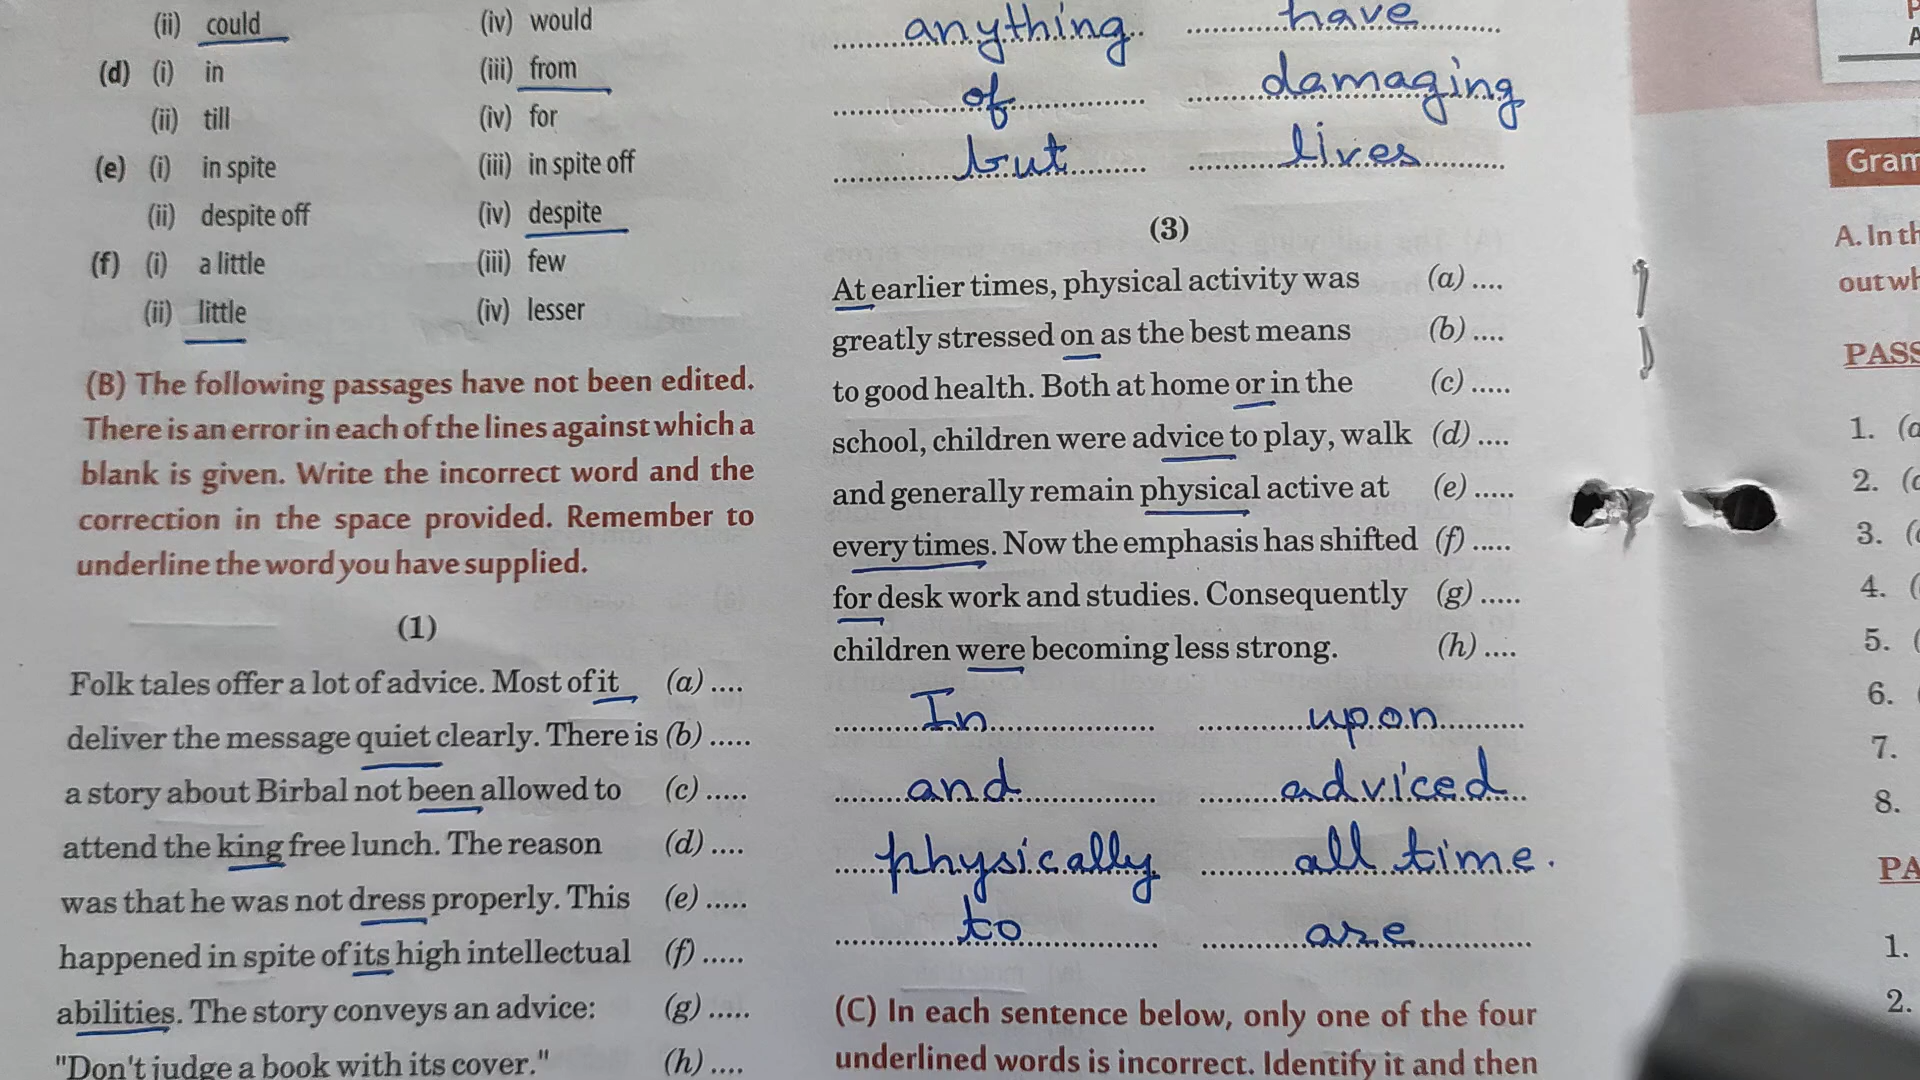 (ii) could (iv) would
(d) (i) in (iii) from
(ii) till (iv) for
(e) (i) in spite (iii) in spite off
(ii) despite off (iv) despite
(f) (i) a little (iii) few
(ii) little (iv) lesser
(B) The following passages have not been edited.
There is an error in each of the lines against which a
blank is given. Write the incorrect word and the
correction in the space provided. Remember to
underline the word you have supplied.
(1)
Folk tales offer a lot of advice. Most of it (a) ....
deliver the message quiet clearly. There is (b) .....
a story about Birbal not been allowed to (c) .....
attend the king free lunch. The reason (d) ....
was that he was not dress properly. This (e) .....
happened in spite of its high intellectual (f) .....
abilities. The story conveys an advice: (g) .....
"Don't judge a book with its cover." (h) ....
anything have
of damaging
but lives
(3)
At earlier times, physical activity was (a) ....
greatly stressed on as the best means (b) ....
to good health. Both at home or in the (c) .....
school, children were advice to play, walk (d) ....
and generally remain physical active at (e) .....
every times. Now the emphasis has shifted (f) .....
for desk work and studies. Consequently (g) .....
children were becoming less strong. (h) ....
In upon
and adviced
physically all time.
to are
(C) In each sentence below, only one of the four
underlined words is incorrect. Identify it and then
Gram
A. In th
out wh
PASS
1. (a
2. (c
3. (
4. (
5. (
6.
7.
8.
PA
1.
2.